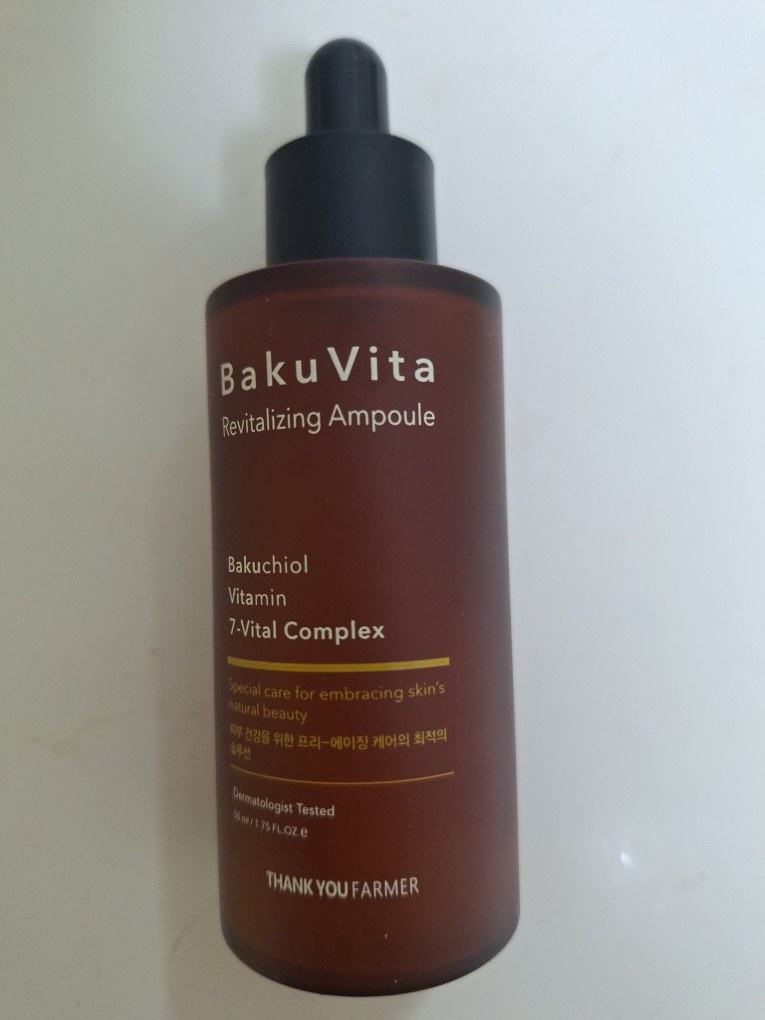 BakuVita
Revitalizing Ampoule
Bakuchiol
Vitamin
7-Vital Complex
Special care for embracing skin's
natural beauty
피부 건강을 위한 프리-에이징 케어의 최적의
솔루션
Dermatologist Tested
50 ml / 1.75 FL.OZ.e
THANK YOU FARMER